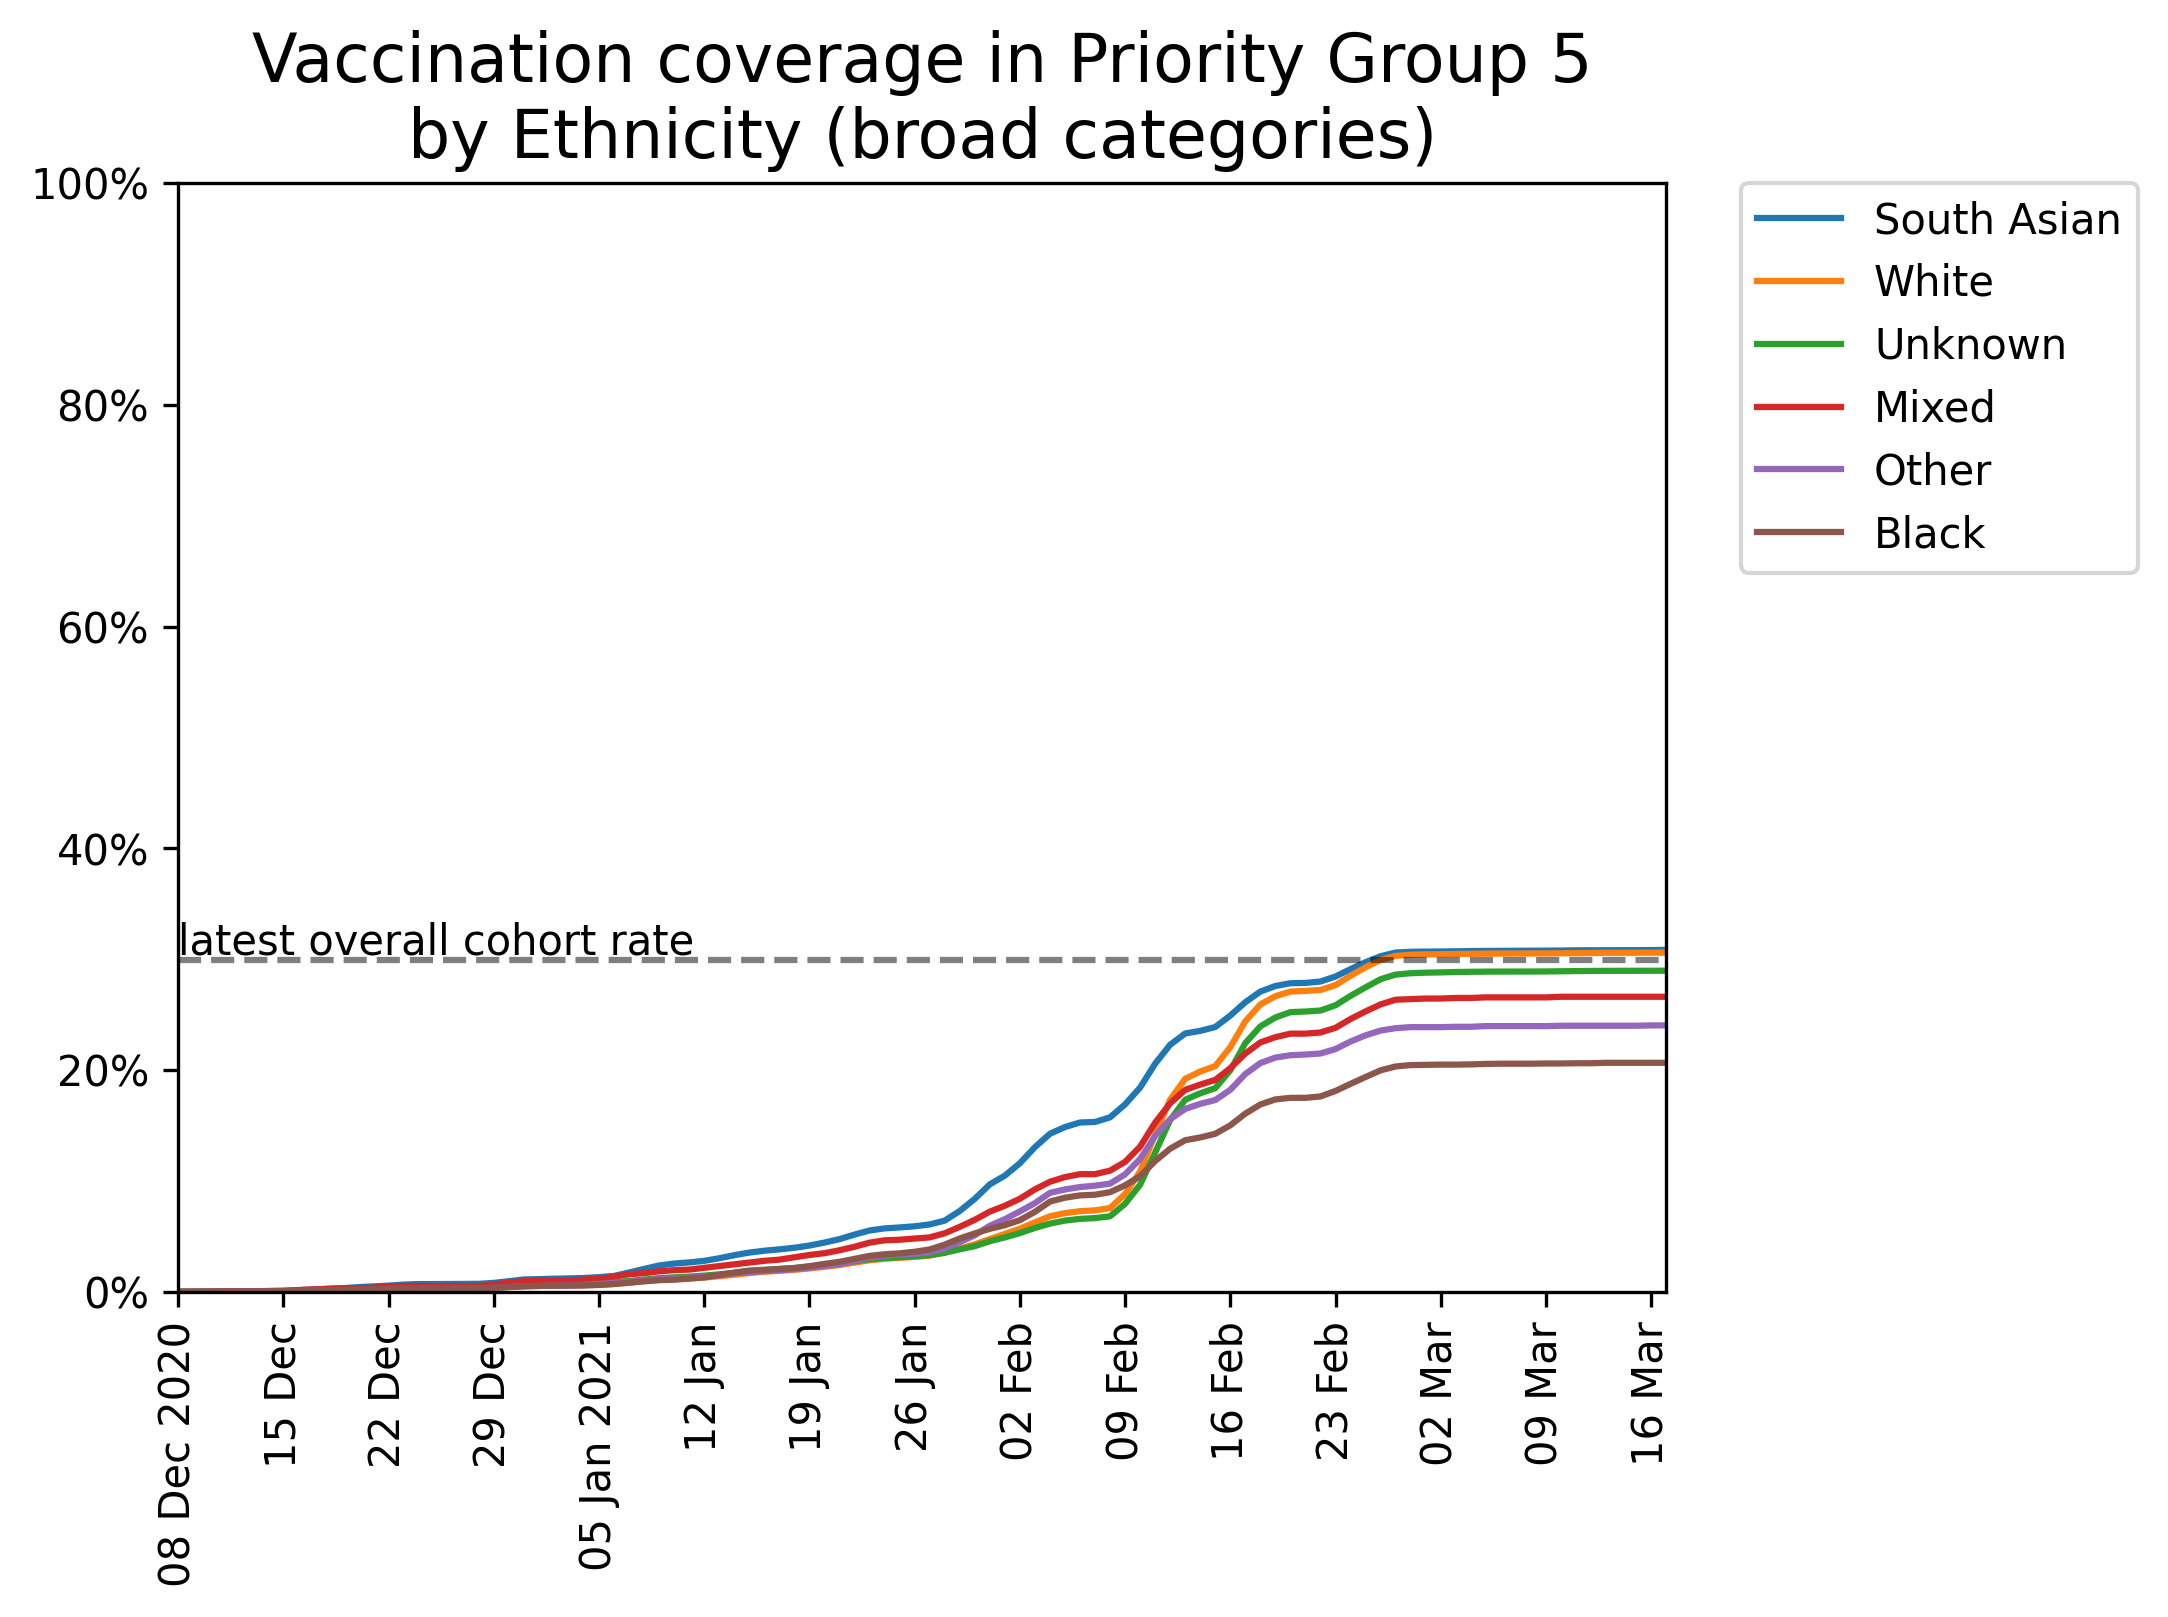 Vaccination coverage in Priority Group 5
by Ethnicity (broad categories)
100%
80%
60%
40%
20%
0%
latest overall cohort rate
South Asian
White
Unknown
Mixed
Other
Black
08 Dec 2020
15 Dec
22 Dec
29 Dec
05 Jan 2021
12 Jan
19 Jan
26 Jan
02 Feb
09 Feb
16 Feb
23 Feb
02 Mar
09 Mar
16 Mar